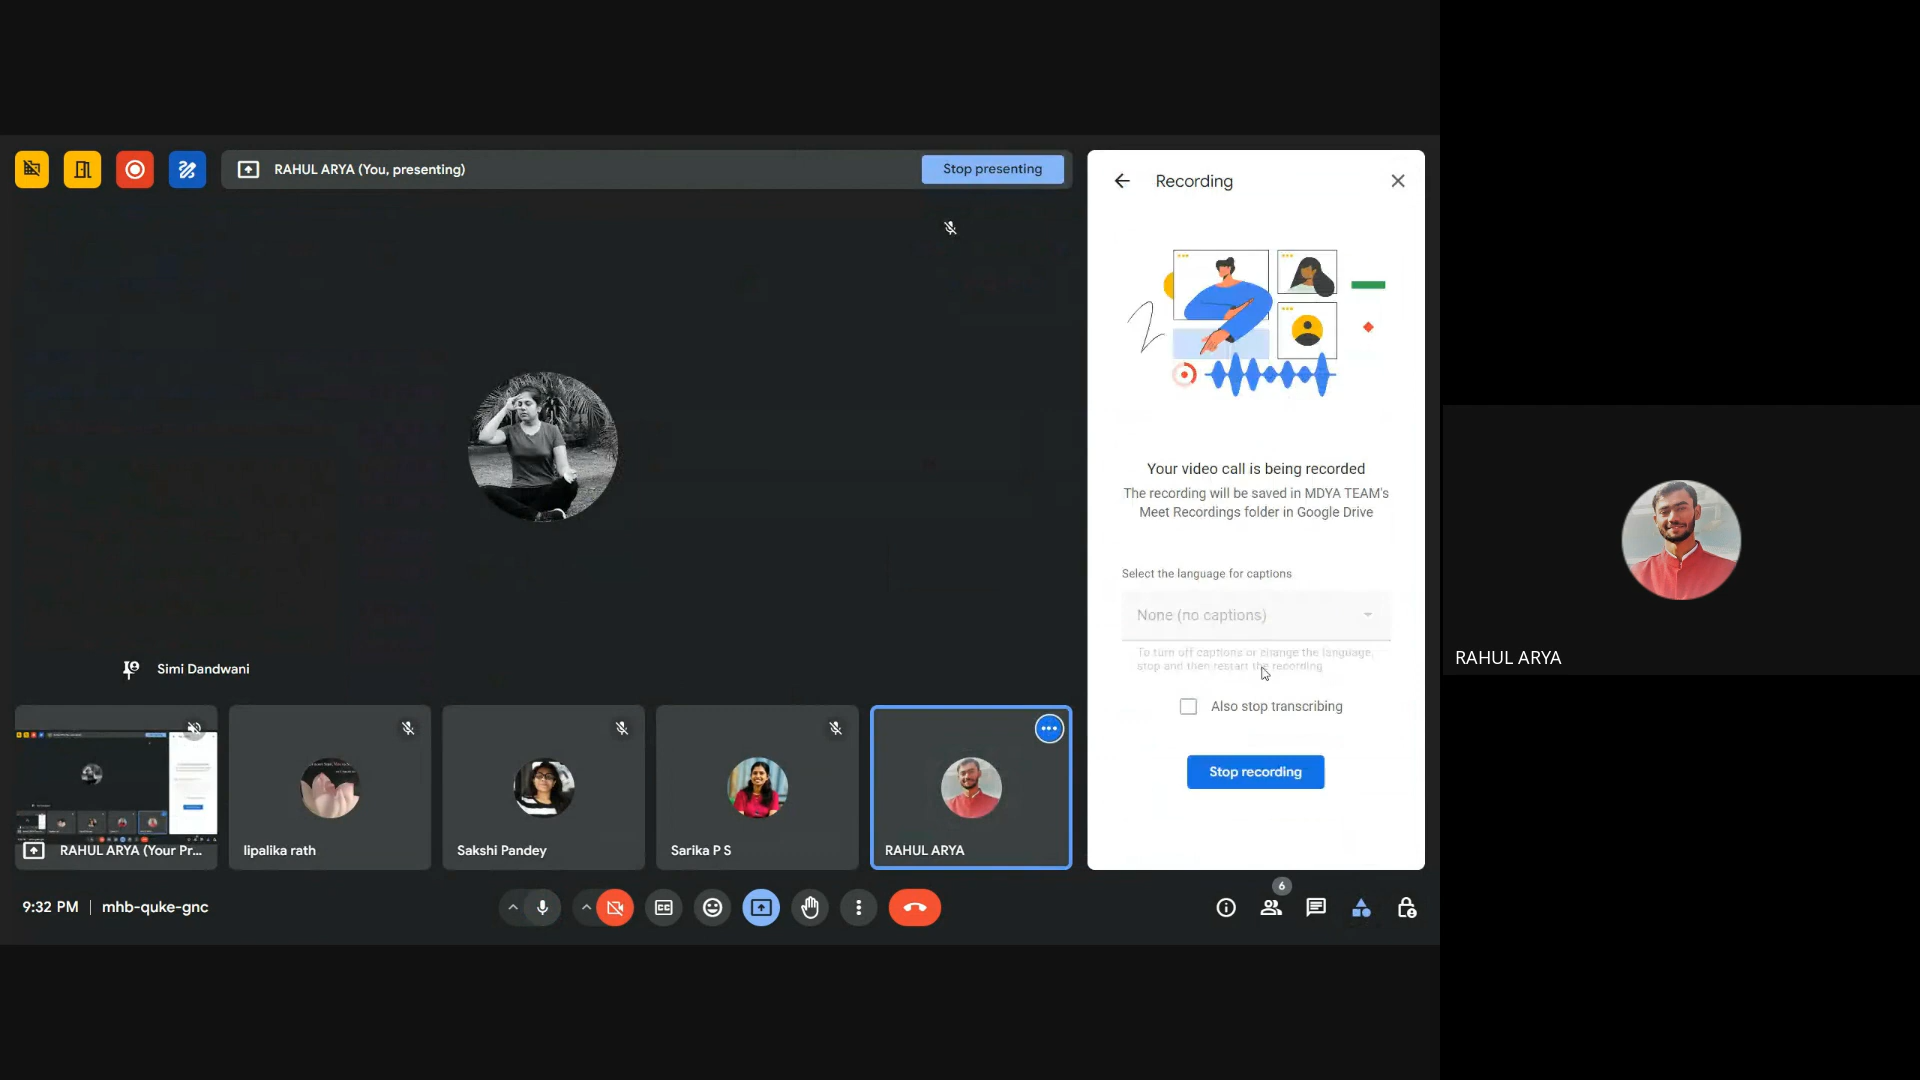 RAHUL ARYA (You, presenting)
Stop presenting
Recording
Your video call is being recorded
The recording will be saved in MDYA TEAM's
Meet Recordings folder in Google Drive
Select the language for captions
None (no captions)
To turn off captions or change the language,
stop and then restart the recording
Also stop transcribing
Stop recording
Simi Dandwani
RAHUL ARYA (Your Pr...
lipalika rath
Sakshi Pandey
Sarika P S
RAHUL ARYA
9:32 PM | mhb-quke-gnc
CC
6
RAHUL ARYA